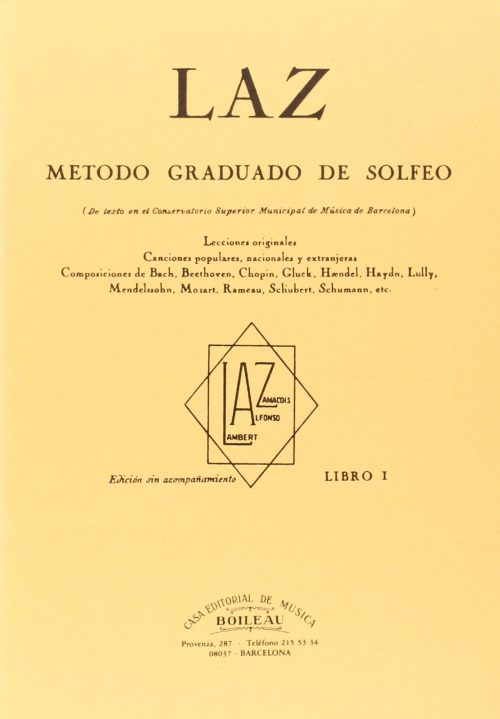 LAZ
METODO GRADUADO DE SOLFEO
(De texto en el Conservatorio Superior Municipal de Música de Barcelona)
Lecciones originales
Canciones populares, nacionales y extranjeras
Composiciones de Bach, Beethoven, Chopin, Gluck, Hændel, Haydn, Lully,
Mendelssohn, Mozart, Rameau, Schubert, Schumann, etc.
LAZ
ZAMACOIS
ALFONSO
LAMBERT
Edición sin acompañamiento
LIBRO I
CASA EDITORIAL DE MÚSICA
BOILEAU
Provenza, 287 - Teléfono 215 53 34
08037 - BARCELONA